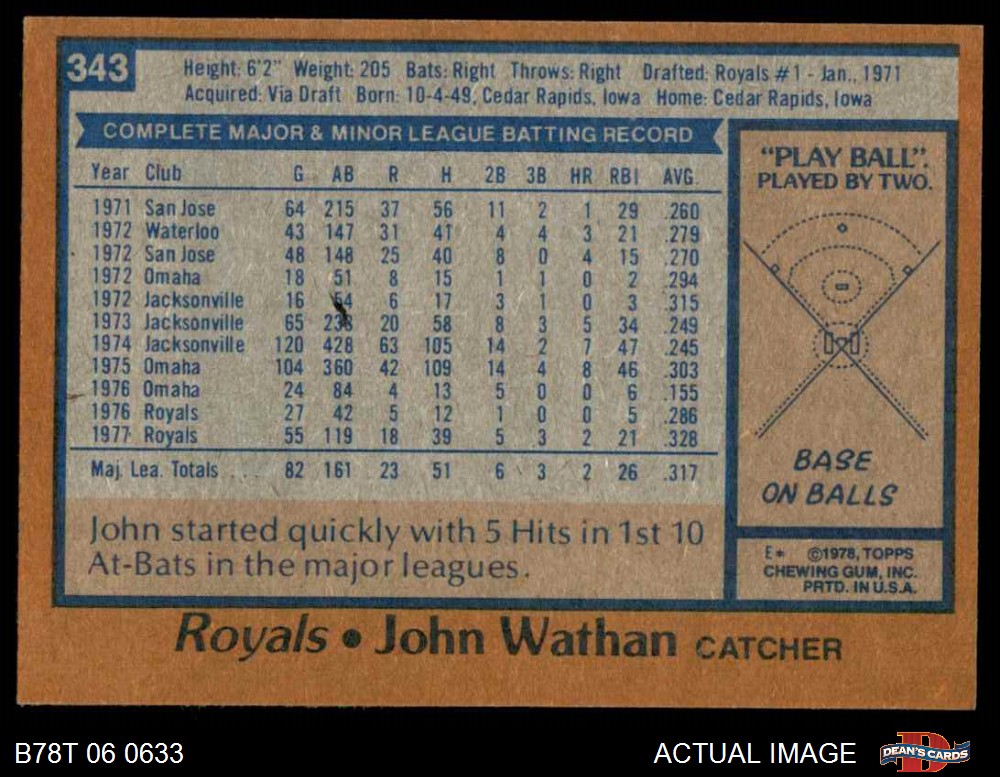 343
Height: 6'2" Weight: 205 Bats: Right Throws: Right Drafted: Royals #1 - Jan., 1971
Acquired: Via Draft Born: 10-4-49, Cedar Rapids, Iowa Home: Cedar Rapids, Iowa
COMPLETE MAJOR & MINOR LEAGUE BATTING RECORD
Year Club G AB R H 2B 3B HR RBI AVG.
1971 San Jose 64 215 37 56 11 2 1 29 .260
1972 Waterloo 43 147 31 41 4 4 3 21 .279
1972 San Jose 48 148 25 40 8 0 4 15 .270
1972 Omaha 18 51 8 15 1 1 0 2 .294
1972 Jacksonville 16 54 6 17 3 1 0 3 .315
1973 Jacksonville 65 233 20 58 8 3 5 34 .249
1974 Jacksonville 120 428 63 105 14 2 7 47 .245
1975 Omaha 104 360 42 109 14 4 8 46 .303
1976 Omaha 24 84 4 13 5 0 0 6 .155
1976 Royals 27 42 5 12 1 0 0 5 .286
1977 Royals 55 119 18 39 5 3 2 21 .328
Maj. Lea. Totals .... 82 161 23 51 6 3 2 26 .317
John started quickly with 5 Hits in 1st 10
At-Bats in the major leagues.
"PLAY BALL".
PLAYED BY TWO.
BASE
ON BALLS
E* ©1978, TOPPS
CHEWING GUM, INC.
PRTD. IN U.S.A.
Royals • John Wathan CATCHER
B78T 06 0633
ACTUAL IMAGE
D
DEAN'S CARDS